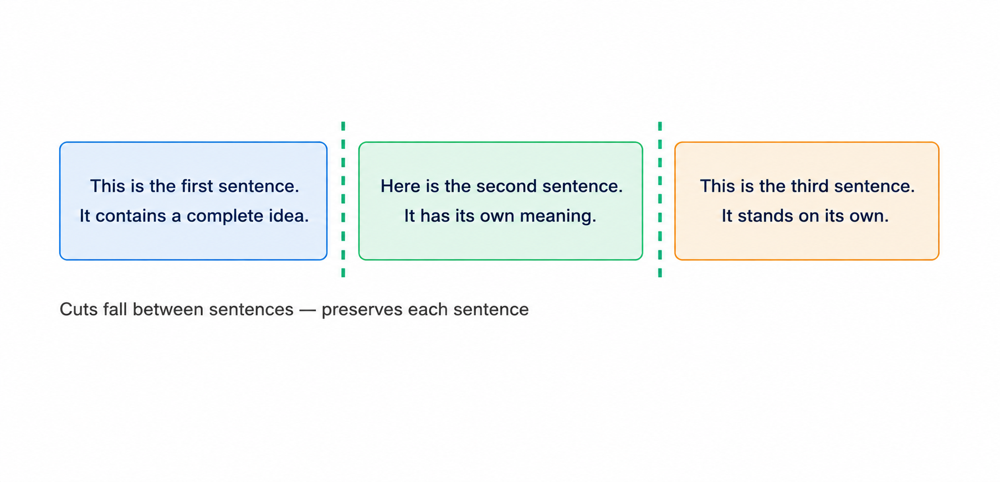 This is the first sentence.
It contains a complete idea.
Here is the second sentence.
It has its own meaning.
This is the third sentence.
It stands on its own.
Cuts fall between sentences — preserves each sentence